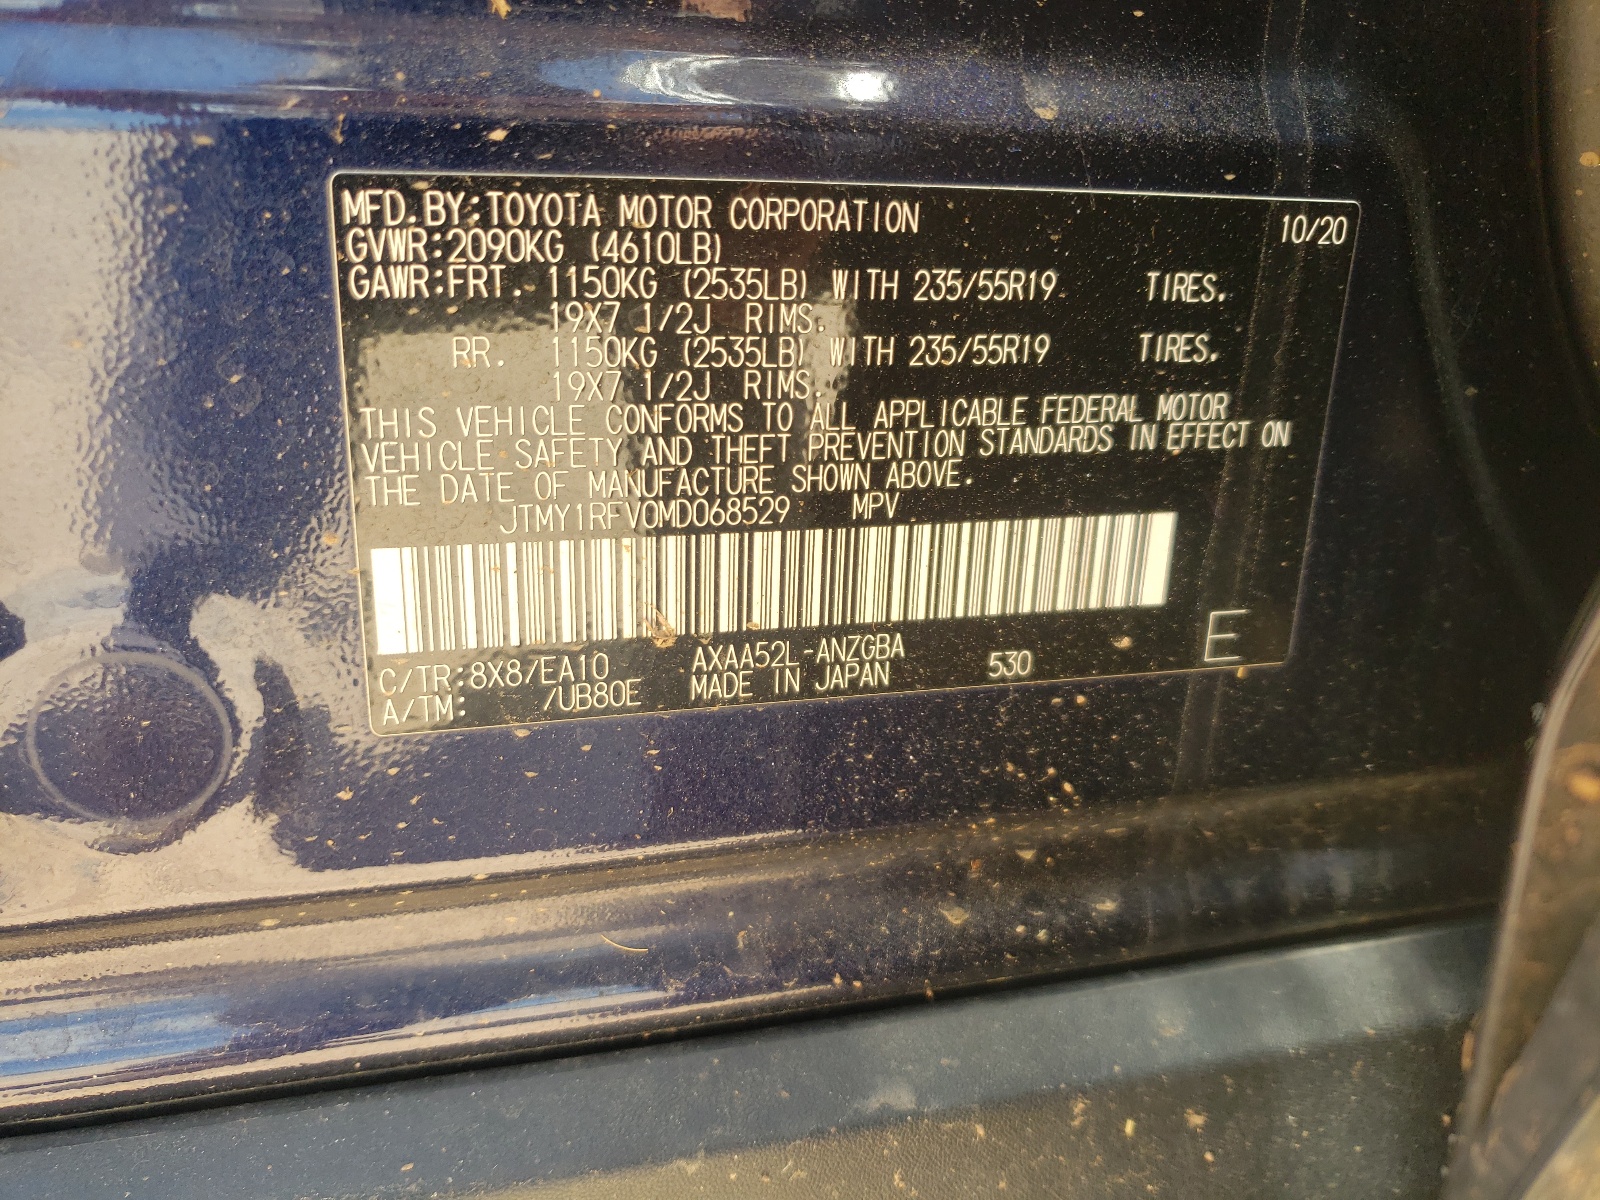 MFD.BY:TOYOTA MOTOR CORPORATION 10/20
GVWR:2090KG (4610LB)
GAWR:FRT. 1150KG (2535LB) WITH 235/55R19 TIRES.
19X7 1/2J RIMS.
RR. 1150KG (2535LB) WITH 235/55R19 TIRES.
19X7 1/2J RIMS.
THIS VEHICLE CONFORMS TO ALL APPLICABLE FEDERAL MOTOR
VEHICLE SAFETY AND THEFT PREVENTION STANDARDS IN EFFECT ON
THE DATE OF MANUFACTURE SHOWN ABOVE.
JTMY1RFV0MD068529 MPV
C/TR:8X8/EA10 AXAA52L-ANZGBA 530 E
A/TM: /UB80E MADE IN JAPAN